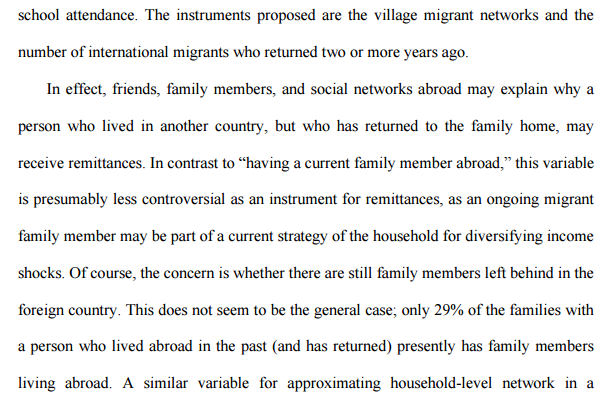 school attendance. The instruments proposed are the village migrant networks and the
number of international migrants who returned two or more years ago.
In effect, friends, family members, and social networks abroad may explain why a
person who lived in another country, but who has returned to the family home, may
receive remittances. In contrast to “having a current family member abroad,” this variable
is presumably less controversial as an instrument for remittances, as an ongoing migrant
family member may be part of a current strategy of the household for diversifying income
shocks. Of course, the concern is whether there are still family members left behind in the
foreign country. This does not seem to be the general case; only 29% of the families with
a person who lived abroad in the past (and has returned) presently has family members
living abroad. A similar variable for approximating household-level network in a